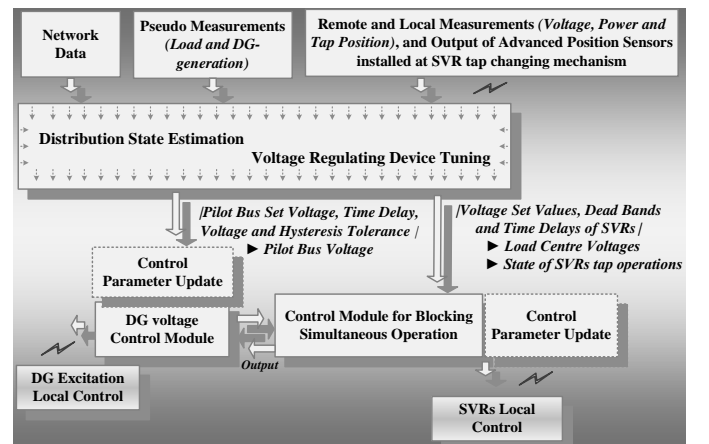 Network
Data
Pseudo Measurements
(Load and DG-
generation)
Remote and Local Measurements (Voltage, Power and
Tap Position), and Output of Advanced Position Sensors
installed at SVR tap changing mechanism
Distribution State Estimation
Voltage Regulating Device Tuning
|Pilot Bus Set Voltage, Time Delay,
Voltage and Hysteresis Tolerance |
► Pilot Bus Voltage
|Voltage Set Values, Dead Bands
and Time Delays of SVRs|
► Load Centre Voltages
► State of SVRs tap operations
Control
Parameter Update
DG voltage
Control Module
Control Module for Blocking
Simultaneous Operation
Control
Parameter Update
Output
DG Excitation
Local Control
SVRs Local
Control